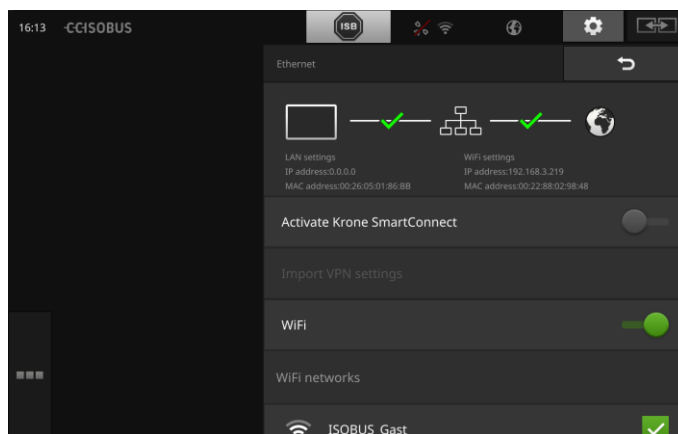 16:13
CCISOBUS
ISB
Ethernet
LAN settings
IP address:0.0.0.0
MAC address:00:26:05:01:86:BB
WiFi settings
IP address:192.168.3.219
MAC address:00:22:88:02:98:48
Activate Krone SmartConnect
Import VPN settings
WiFi
WiFi networks
ISOBUS_Gast